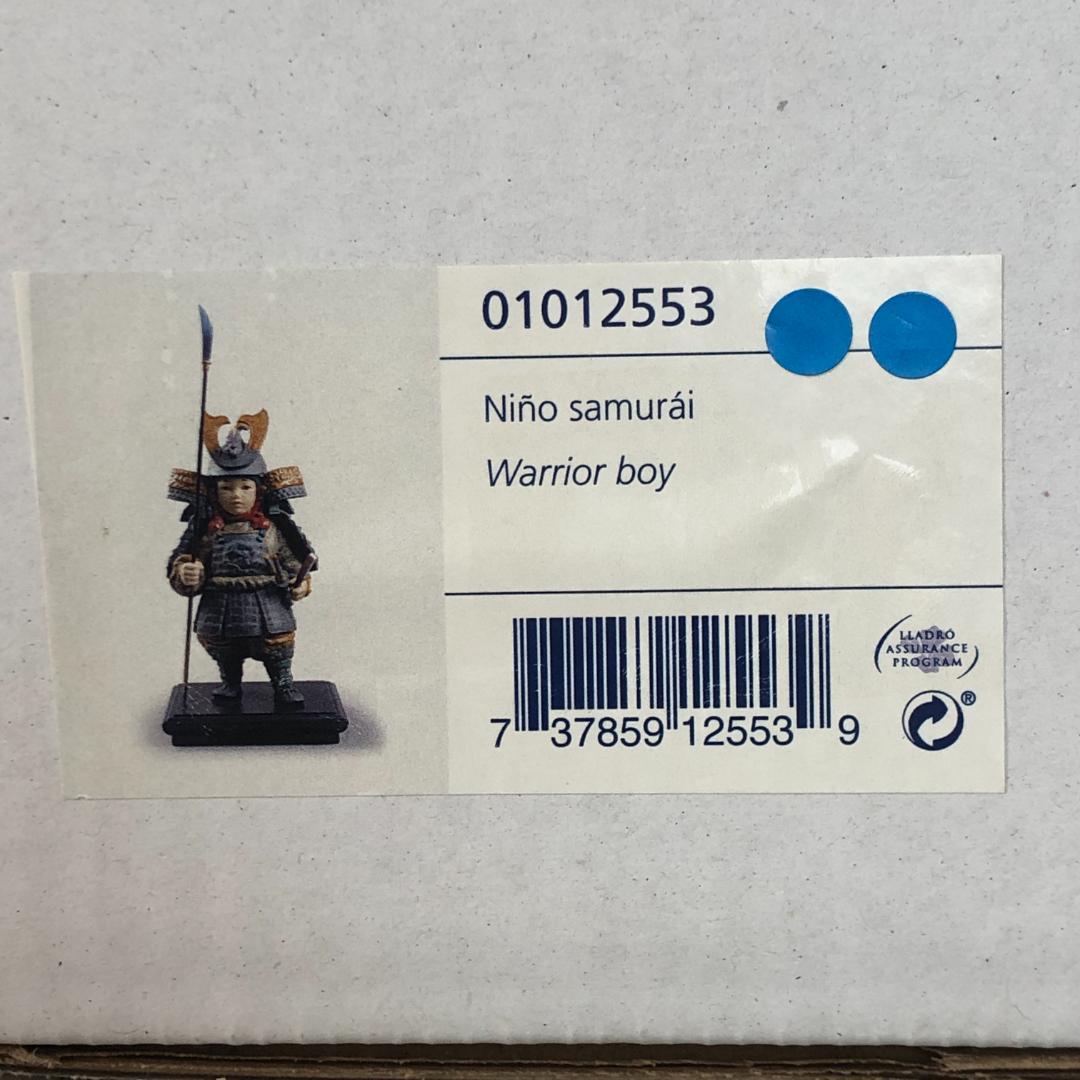 01012553
Niño samurái
Warrior boy
7 37859 12553 9
LLADRÓ
ASSURANCE
PROGRAM
®